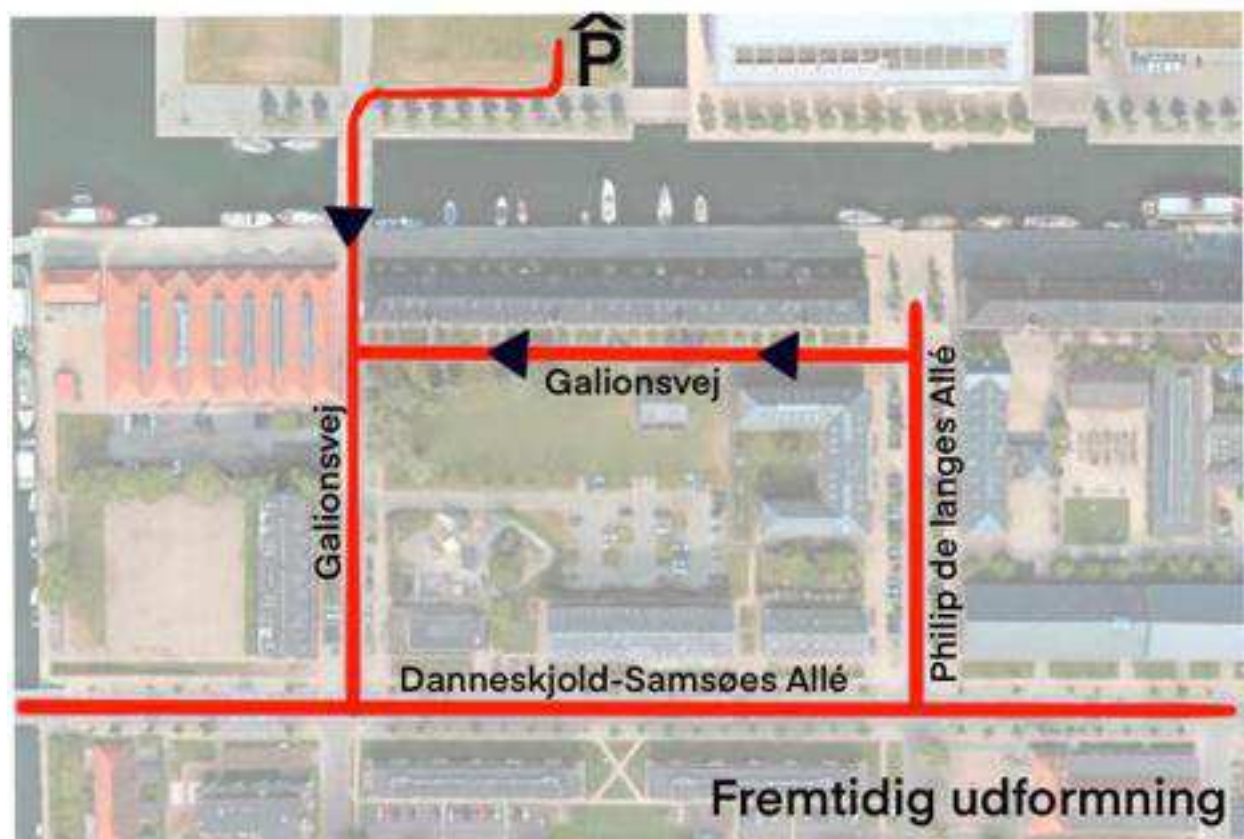 P
Galionsvej
Galionsvej
Philip de langes Allé
Danneskjold-Samsøes Allé
Fremtidig udformning